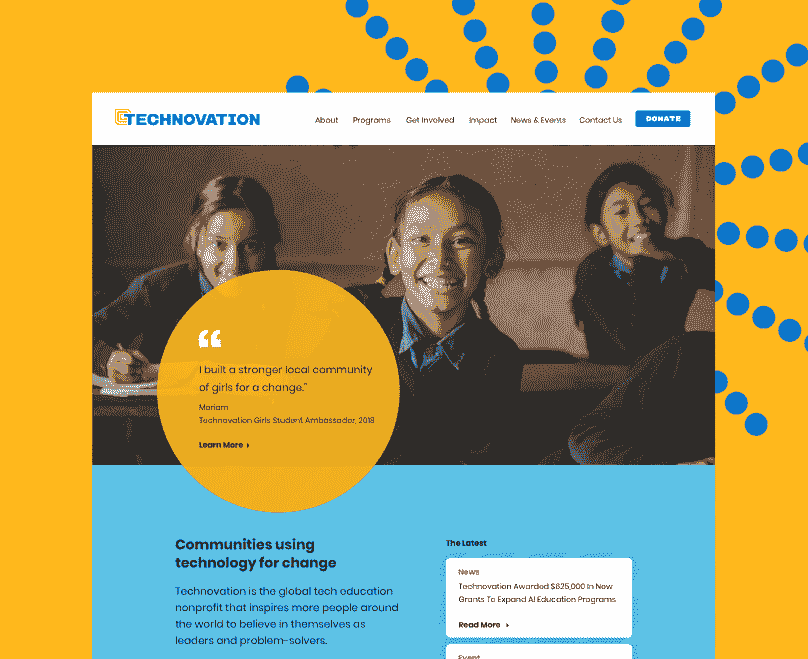 TECHNOVATION
About Programs Get Involved Impact News & Events Contact Us DONATE
“
I built a stronger local community
of girls for a change.”
Mariam
Technovation Girls Student Ambassador, 2018
Learn More
Communities using
technology for change
Technovation is the global tech education
nonprofit that inspires more people around
the world to believe in themselves as
leaders and problem-solvers.
The Latest
News
Technovation Awarded $625,000 In New
Grants To Expand AI Education Programs
Read More
Event